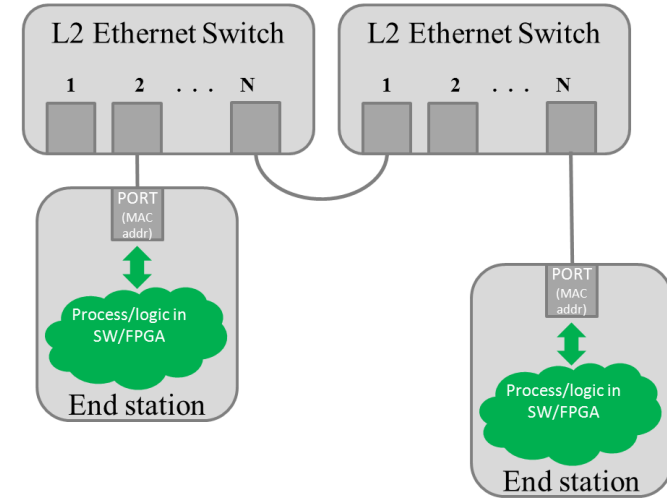 L2 Ethernet Switch
1 2 . . . N
L2 Ethernet Switch
1 2 . . . N
PORT
(MAC
addr)
Process/logic in
SW/FPGA
End station
PORT
(MAC
addr)
Process/logic in
SW/FPGA
End station